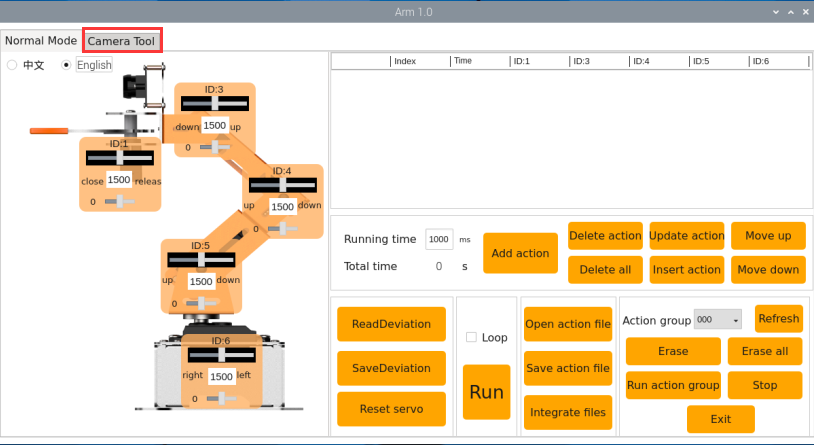 Arm 1.0
Normal Mode
Camera Tool
中文
English
ID:3
down 1500 up
0
ID:1
close 1500 releas
0
ID:4
up 1500 down
0
ID:5
up 1500 down
0
ID:6
right 1500 left
0
Index Time ID:1 ID:3 ID:4 ID:5 ID:6
Running time 1000 ms
Total time 0 s
Add action
Delete action
Update action
Move up
Delete all
Insert action
Move down
ReadDeviation
SaveDeviation
Reset servo
Loop
Run
Open action file
Save action file
Integrate files
Action group 000
Refresh
Erase
Erase all
Run action group
Stop
Exit